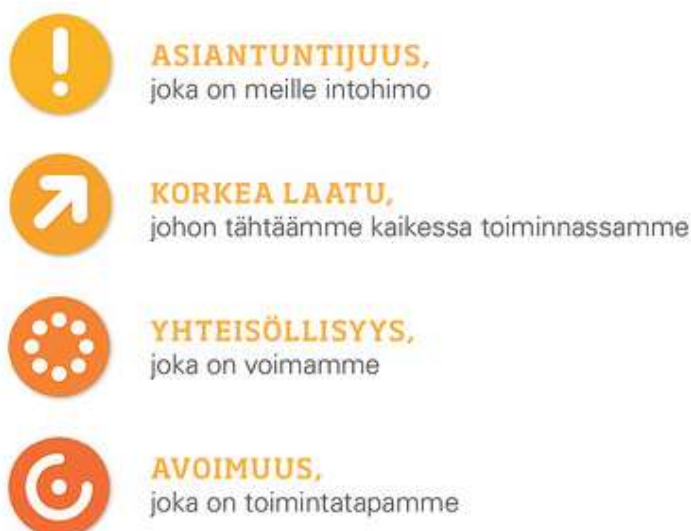 ASIANTUNTIJUUS,
joka on meille intohimo
KORKEA LAATU,
johon tähtäämme kaikessa toiminnassamme
YHTEISÖLLISYYS,
joka on voimamme
AVOIMUUS,
joka on toimintatapamme